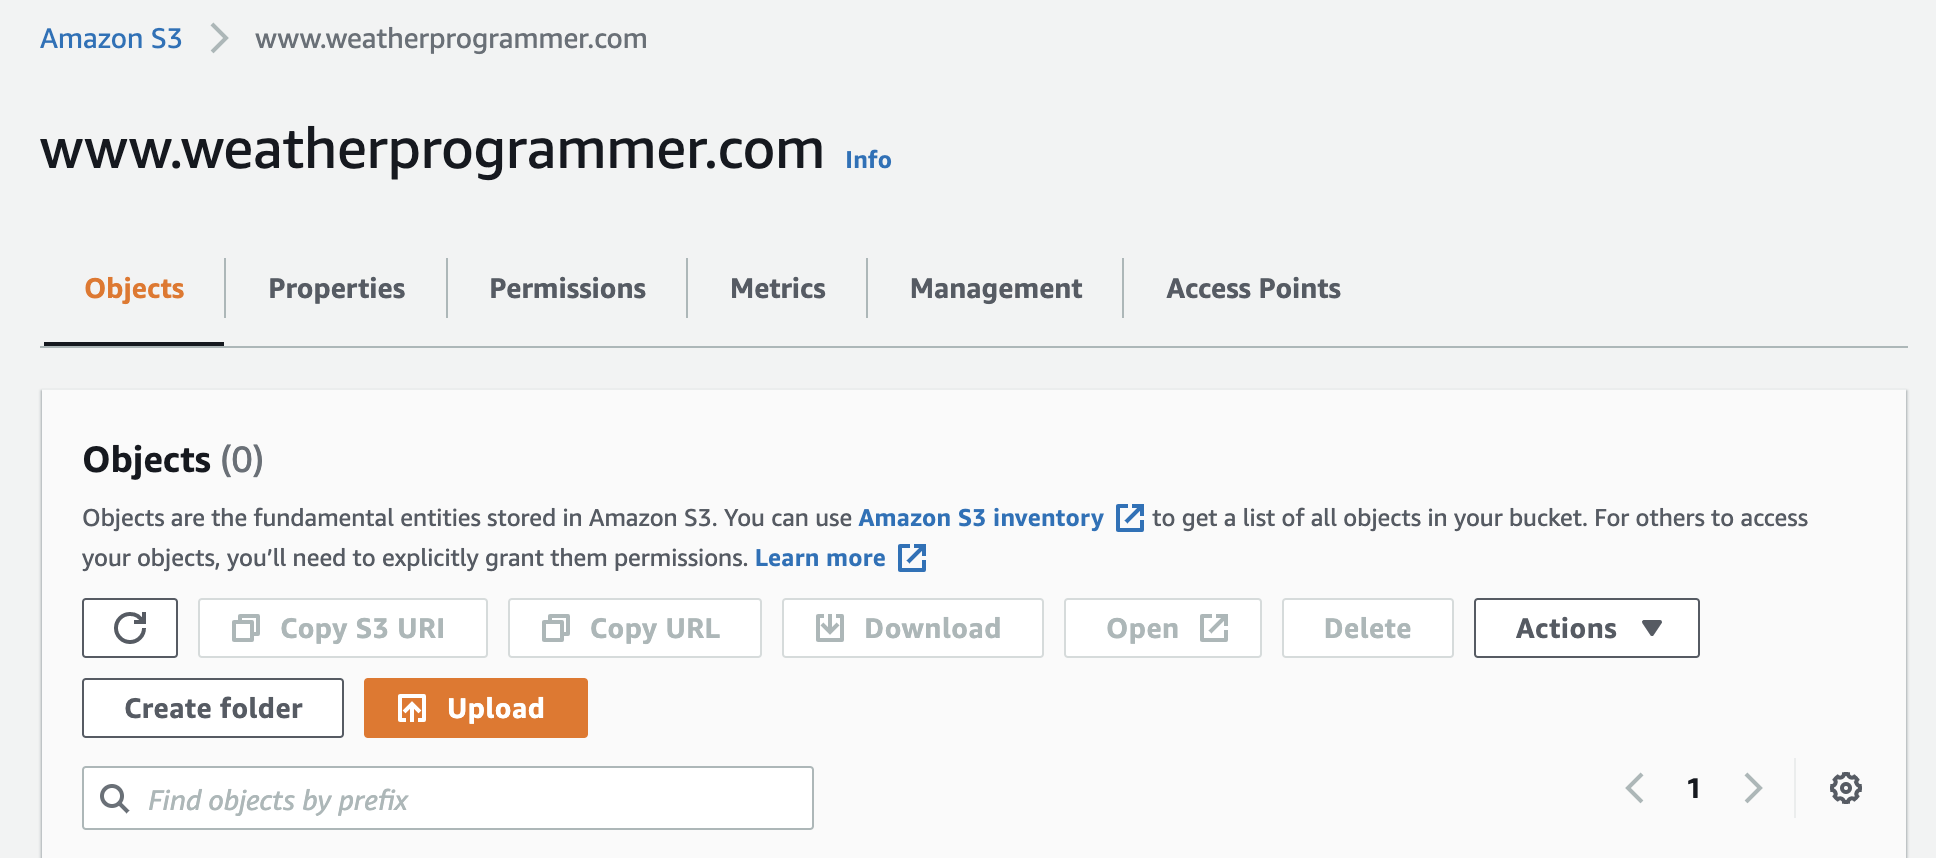 Amazon S3 www.weatherprogrammer.com
www.weatherprogrammer.com Info
Objects Properties Permissions Metrics Management Access Points
Objects (0)
Objects are the fundamental entities stored in Amazon S3. You can use Amazon S3 inventory to get a list of all objects in your bucket. For others to access
your objects, you’ll need to explicitly grant them permissions. Learn more
Copy S3 URI Copy URL Download Open Delete Actions
Create folder Upload
Find objects by prefix 1